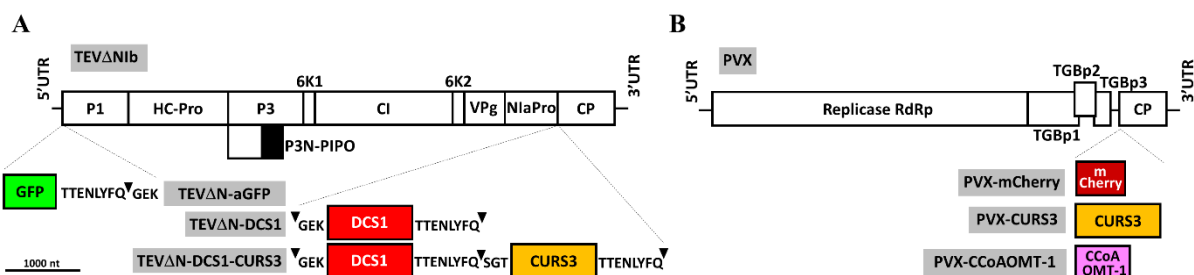 A
TEVΔNIb
5'UTR
P1
HC-Pro
P3
6K1
CI
6K2
VPg
NIaPro
CP
3'UTR
P3N-PIPO
GFP
TTENLYFQ GEK
TEVΔN-aGFP
TEVΔN-DCS1
GEK
DCS1
TTENLYFQ
TEVΔN-DCS1-CURS3
GEK
DCS1
TTENLYFQ SGT
CURS3
TTENLYFQ
1000 nt
B
PVX
5'UTR
Replicase RdRp
TGBp1
TGBp2
TGBp3
CP
3'UTR
PVX-mCherry
m
Cherry
PVX-CURS3
CURS3
PVX-CCoAOMT-1
CCoA
OMT-1